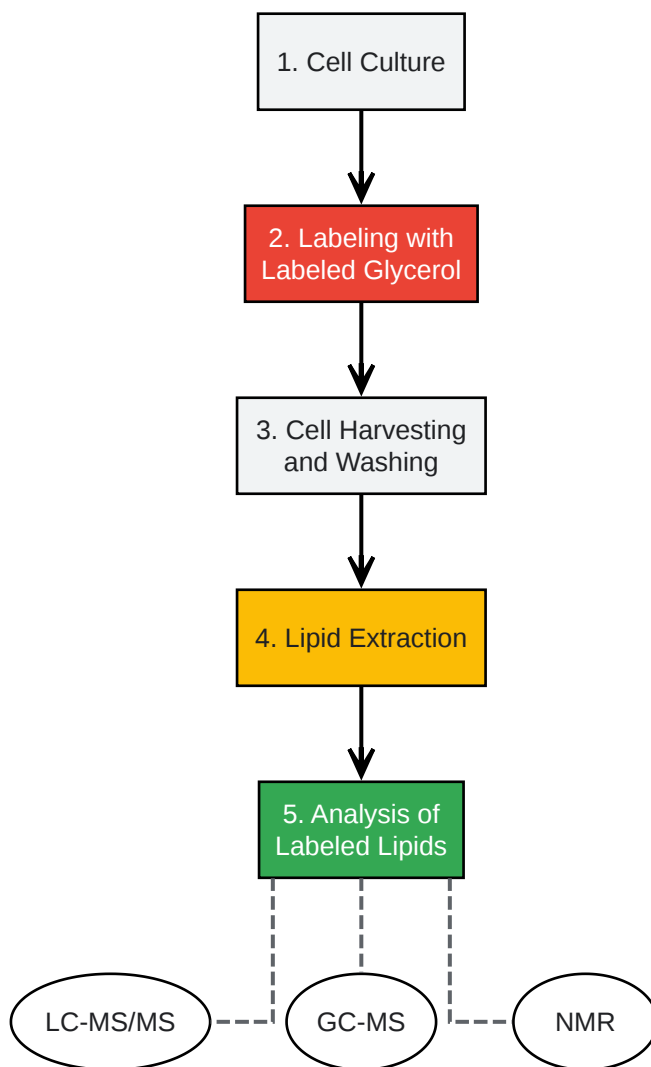 1. Cell Culture
2. Labeling with
Labeled Glycerol
3. Cell Harvesting
and Washing
4. Lipid Extraction
5. Analysis of
Labeled Lipids
LC-MS/MS
GC-MS
NMR